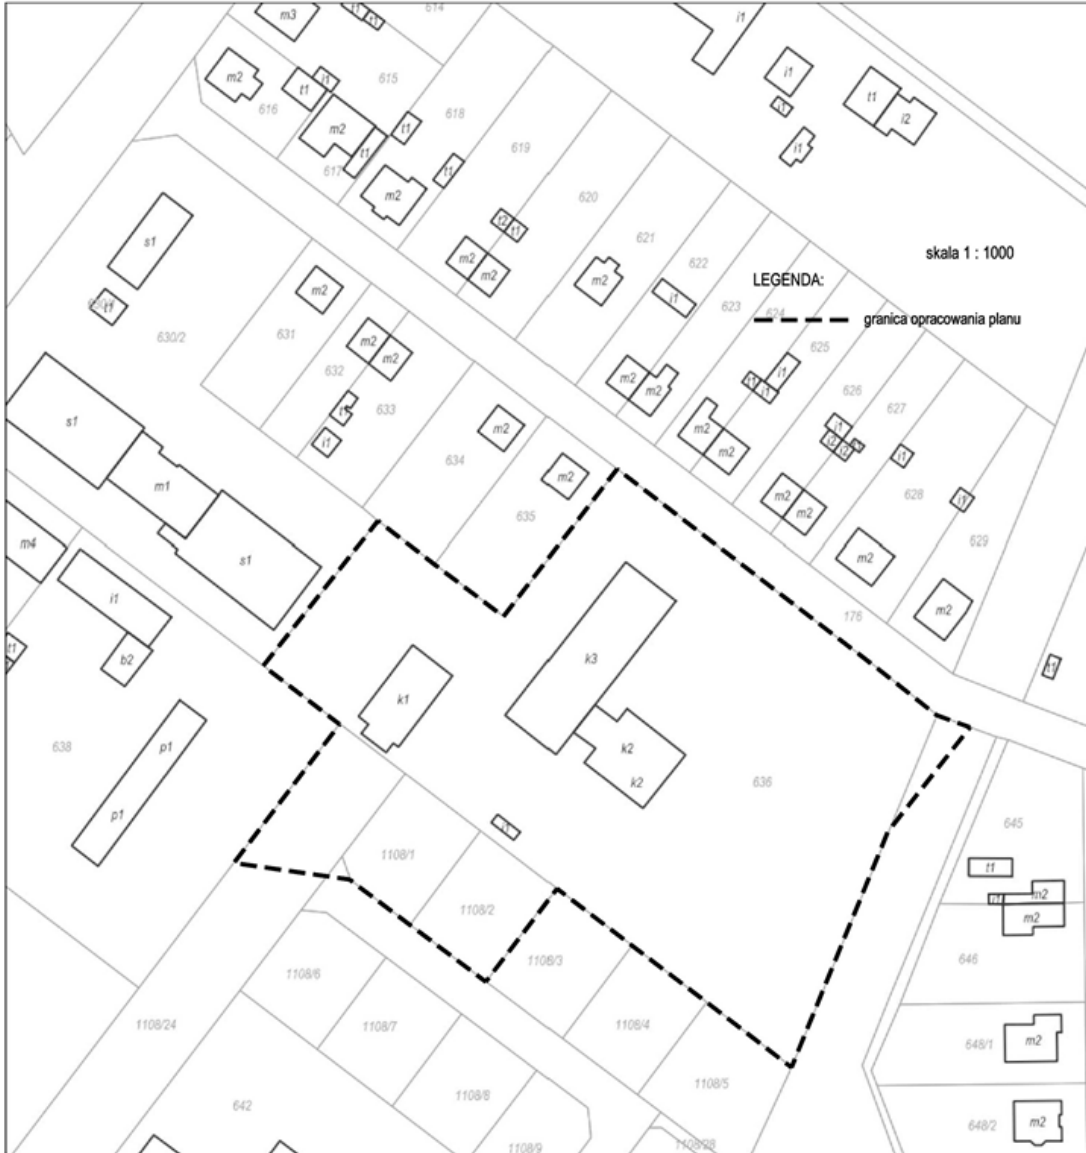 m3
t1
t1
614
i1
m2
t1
i1
615
616
m2
t1
617
t1
618
m2
t1
619
i1
i1
i1
t1
i2
t2
t1
m2
m2
620
m2
621
i1
622
skala 1 : 1000
LEGENDA:
granica opracowania planu
623
624
625
s1
t1
630/2
m2
631
m2
m2
632
t1
633
i1
m2
634
m2
635
m2
m2
m2
m2
t1
i1
i1
626
i1
i2
i2
627
i1
m2
m2
628
i1
629
m2
m2
176
t1
s1
m1
s1
m4
i1
b2
t1
p1
p1
638
k1
k3
k2
k2
636
1108/1
1108/2
1108/3
1108/4
1108/5
1108/6
1108/7
1108/8
1108/9
1108/24
1108/28
642
645
t1
m2
m2
646
648/1
m2
648/2
m2